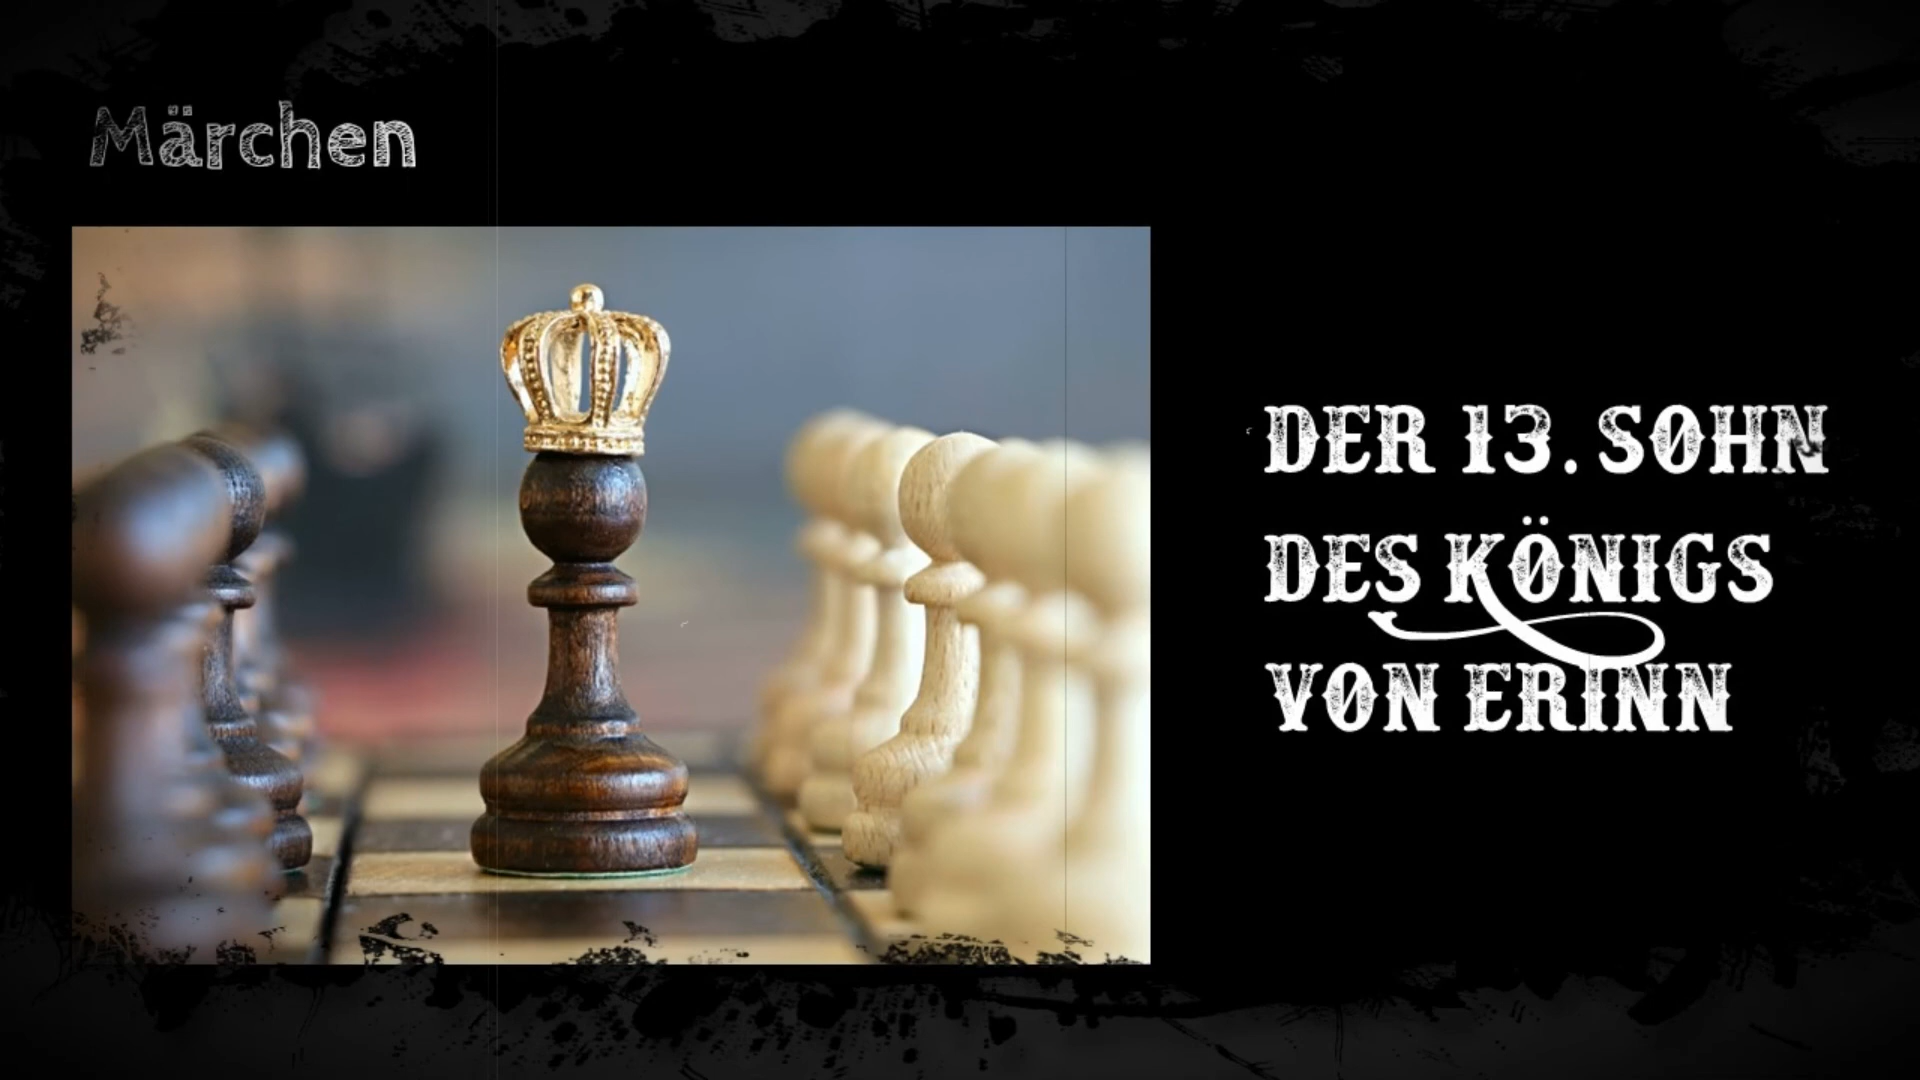 Märchen
DER 13. SOHN
DES KÖNIGS
VON ERINN